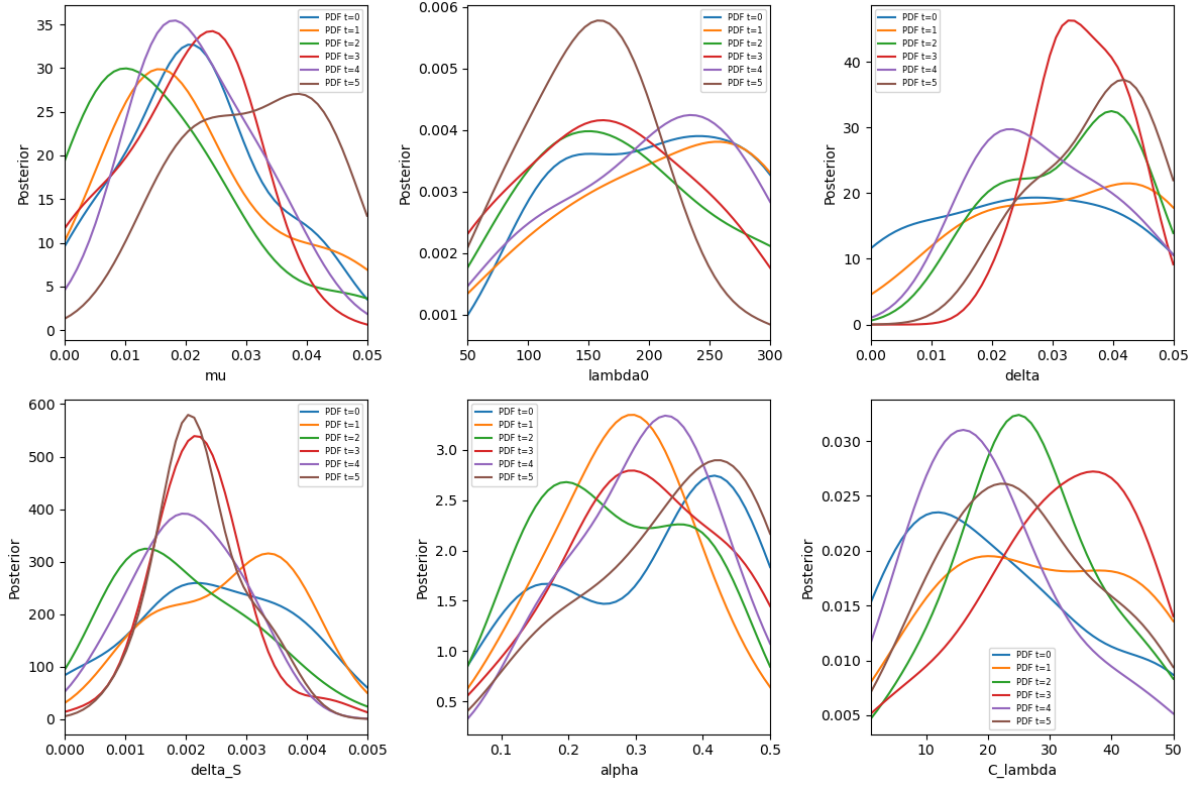 35
30
25
20
15
10
5
0
Posterior
0.00
0.01
0.02
0.03
0.04
0.05
mu
PDF t=0
PDF t=1
PDF t=2
PDF t=3
PDF t=4
PDF t=5
0.006
0.005
0.004
0.003
0.002
0.001
Posterior
50
100
150
200
250
300
lambda0
PDF t=0
PDF t=1
PDF t=2
PDF t=3
PDF t=4
PDF t=5
40
30
20
10
0
Posterior
0.00
0.01
0.02
0.03
0.04
0.05
delta
PDF t=0
PDF t=1
PDF t=2
PDF t=3
PDF t=4
PDF t=5
600
500
400
300
200
100
0
Posterior
0.000
0.001
0.002
0.003
0.004
0.005
delta_S
PDF t=0
PDF t=1
PDF t=2
PDF t=3
PDF t=4
PDF t=5
3.0
2.5
2.0
1.5
1.0
0.5
Posterior
0.1
0.2
0.3
0.4
0.5
alpha
PDF t=0
PDF t=1
PDF t=2
PDF t=3
PDF t=4
PDF t=5
0.030
0.025
0.020
0.015
0.010
0.005
Posterior
10
20
30
40
50
C_lambda
PDF t=0
PDF t=1
PDF t=2
PDF t=3
PDF t=4
PDF t=5